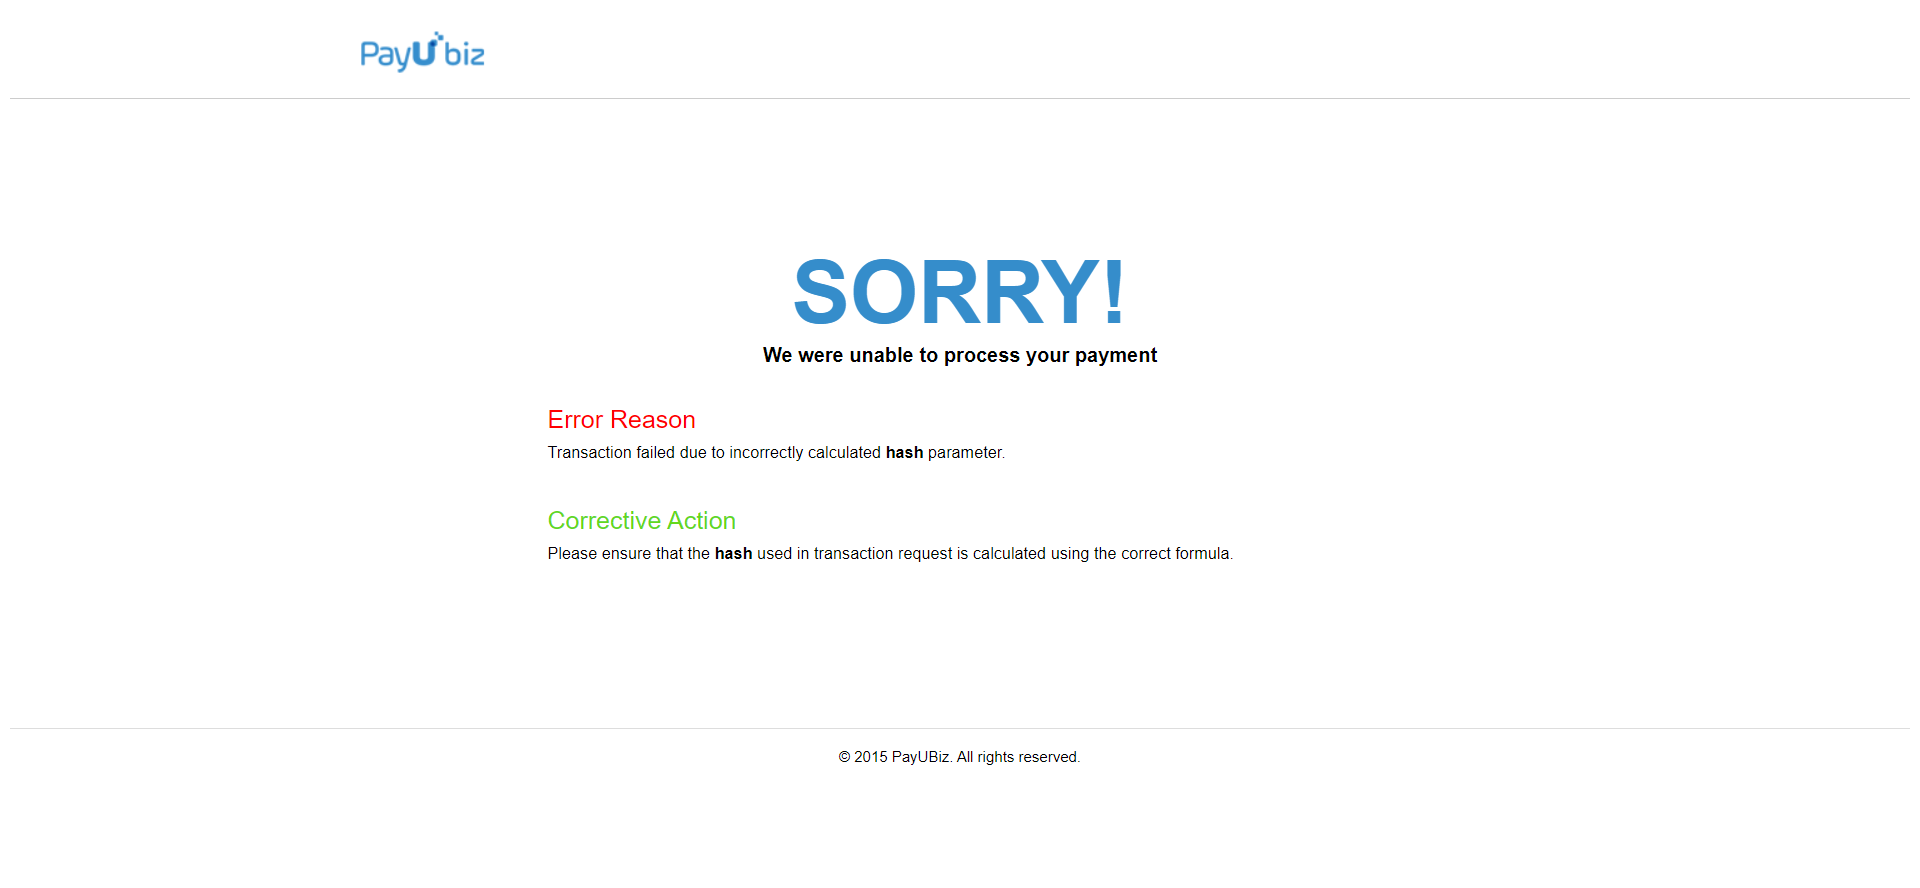 PayU biz
SORRY!
We were unable to process your payment
Error Reason
Transaction failed due to incorrectly calculated hash parameter.
Corrective Action
Please ensure that the hash used in transaction request is calculated using the correct formula.
© 2015 PayUBiz. All rights reserved.